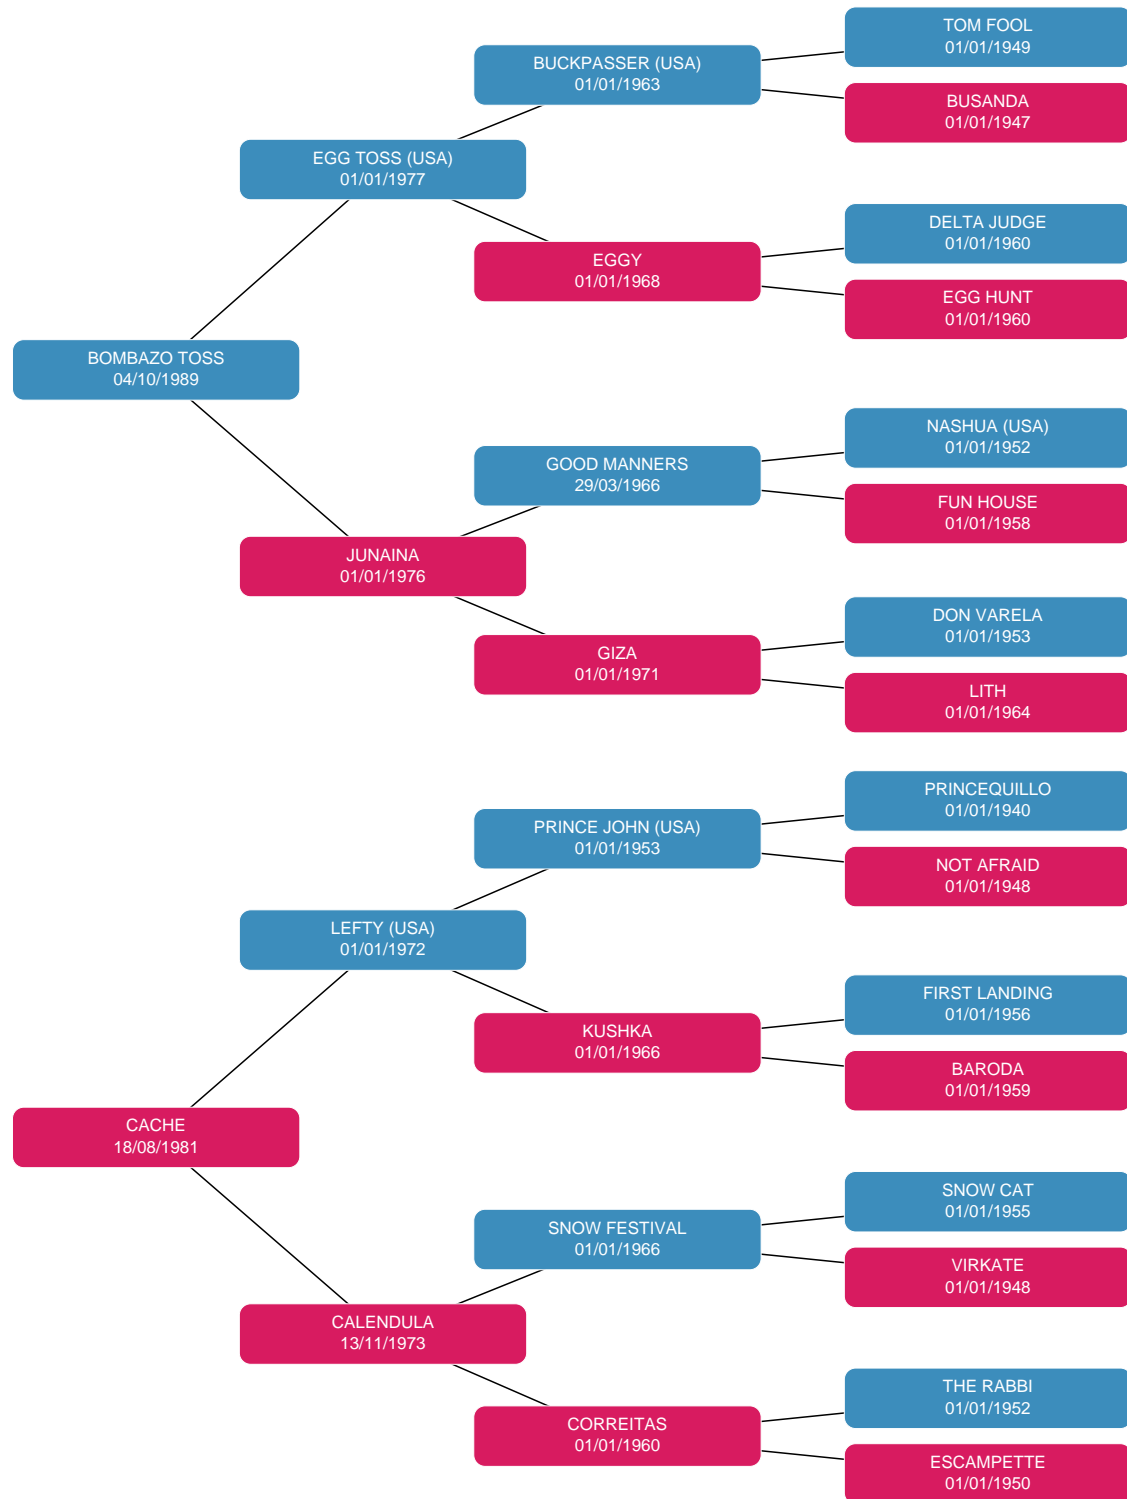 TOM FOOL
01/01/1949
BUCKPASSER (USA)
01/01/1963
BUSANDA
01/01/1947
EGG TOSS (USA)
01/01/1977
DELTA JUDGE
01/01/1960
EGGY
01/01/1968
EGG HUNT
01/01/1960
BOMBAZO TOSS
04/10/1989
NASHUA (USA)
01/01/1952
GOOD MANNERS
29/03/1966
FUN HOUSE
01/01/1958
JUNAINA
01/01/1976
DON VARELA
01/01/1953
GIZA
01/01/1971
LITH
01/01/1964
PRINCEQUILLO
01/01/1940
PRINCE JOHN (USA)
01/01/1953
NOT AFRAID
01/01/1948
LEFTY (USA)
01/01/1972
FIRST LANDING
01/01/1956
KUSHKA
01/01/1966
BARODA
01/01/1959
CACHE
18/08/1981
SNOW CAT
01/01/1955
SNOW FESTIVAL
01/01/1966
VIRKATE
01/01/1948
CALENDULA
13/11/1973
THE RABBI
01/01/1952
CORREITAS
01/01/1960
ESCAMPETTE
01/01/1950